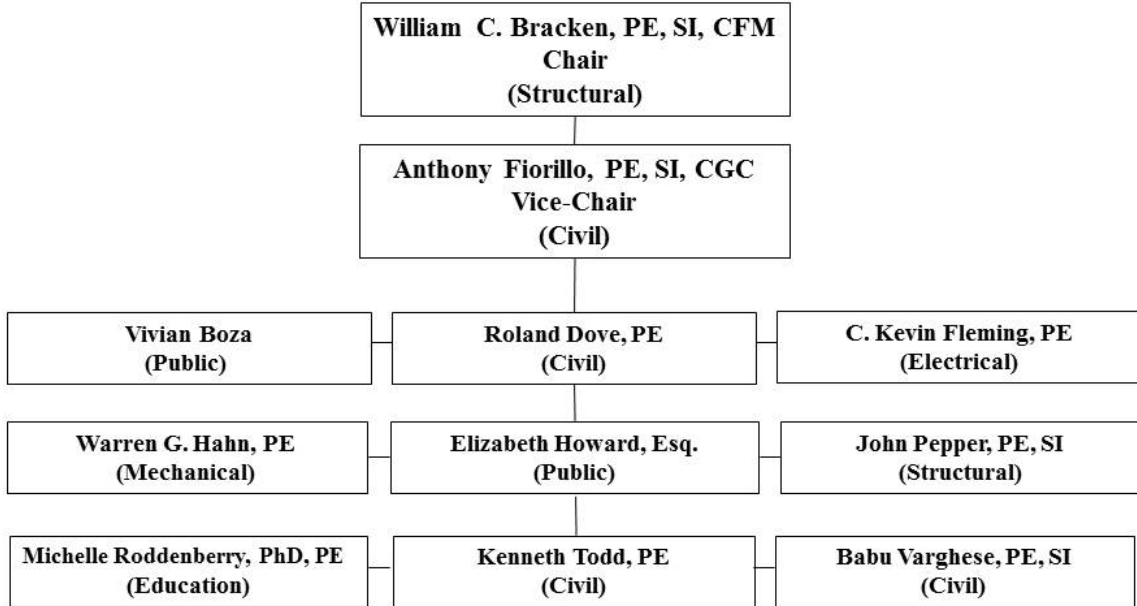 William C. Bracken, PE, SI, CFM
Chair
(Structural)
Anthony Fiorillo, PE, SI, CGC
Vice-Chair
(Civil)
Vivian Boza
(Public)
Roland Dove, PE
(Civil)
C. Kevin Fleming, PE
(Electrical)
Warren G. Hahn, PE
(Mechanical)
Elizabeth Howard, Esq.
(Public)
John Pepper, PE, SI
(Structural)
Michelle Roddenberry, PhD, PE
(Education)
Kenneth Todd, PE
(Civil)
Babu Varghese, PE, SI
(Civil)